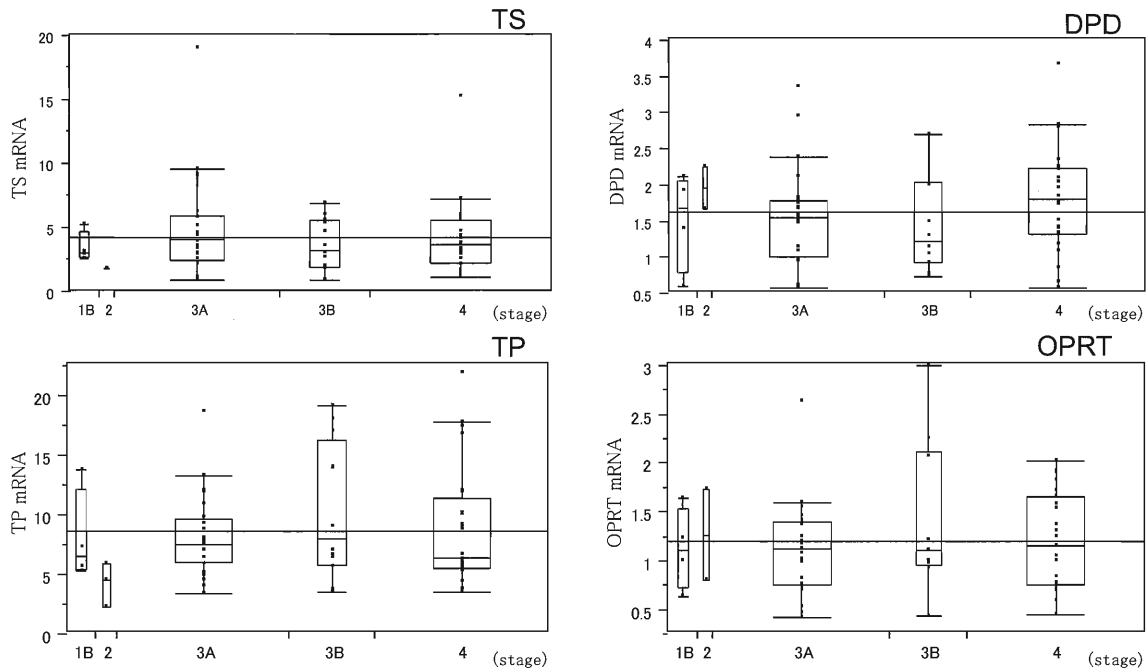 TS
TS mRNA
20
15
10
5
0
1B 2 3A 3B 4 (stage)
DPD
DPD mRNA
4
3.5
3
2.5
2
1.5
1
0.5
1B 2 3A 3B 4 (stage)
TP
TP mRNA
20
15
10
5
0
1B 2 3A 3B 4 (stage)
OPRT
OPRT mRNA
3
2.5
2
1.5
1
0.5
1B 2 3A 3B 4 (stage)